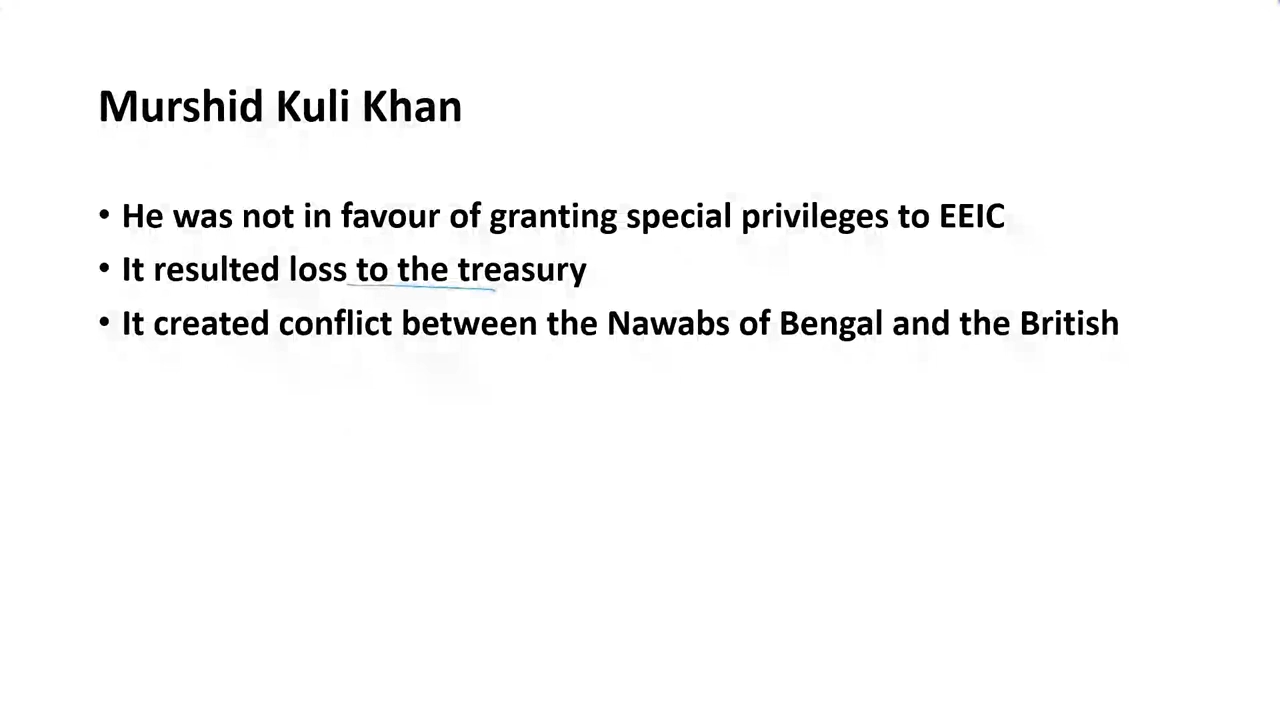 Murshid Kuli Khan
• He was not in favour of granting special privileges to EEIC
• It resulted loss to the treasury
• It created conflict between the Nawabs of Bengal and the British